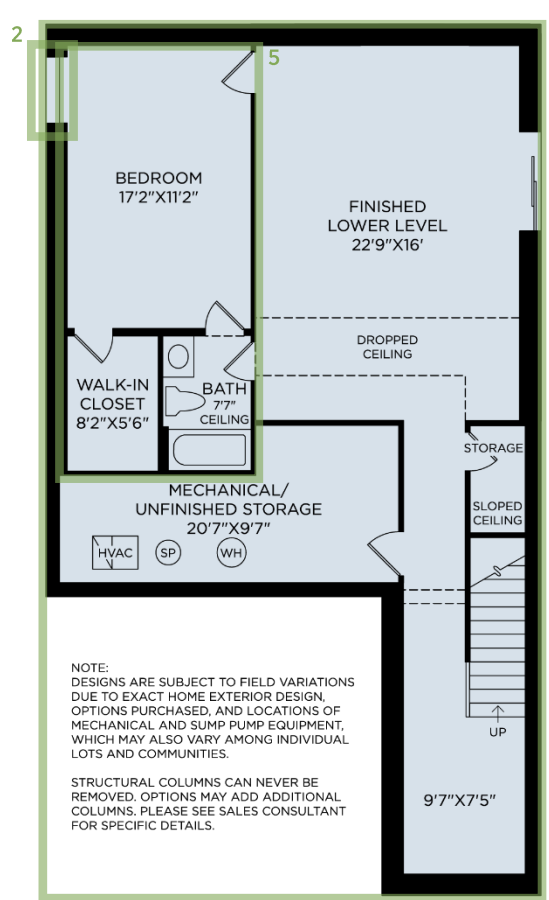 2
5
BEDROOM
17'2"X11'2"
FINISHED
LOWER LEVEL
22'9"X16'
DROPPED
CEILING
WALK-IN
CLOSET
8'2"X5'6"
BATH
7'7"
CEILING
STORAGE
SLOPED
CEILING
MECHANICAL/
UNFINISHED STORAGE
20'7"X9'7"
HVAC
SP
WH
UP
9'7"X7'5"
NOTE:
DESIGNS ARE SUBJECT TO FIELD VARIATIONS
DUE TO EXACT HOME EXTERIOR DESIGN,
OPTIONS PURCHASED, AND LOCATIONS OF
MECHANICAL AND SUMP PUMP EQUIPMENT,
WHICH MAY ALSO VARY AMONG INDIVIDUAL
LOTS AND COMMUNITIES.
STRUCTURAL COLUMNS CAN NEVER BE
REMOVED. OPTIONS MAY ADD ADDITIONAL
COLUMNS. PLEASE SEE SALES CONSULTANT
FOR SPECIFIC DETAILS.